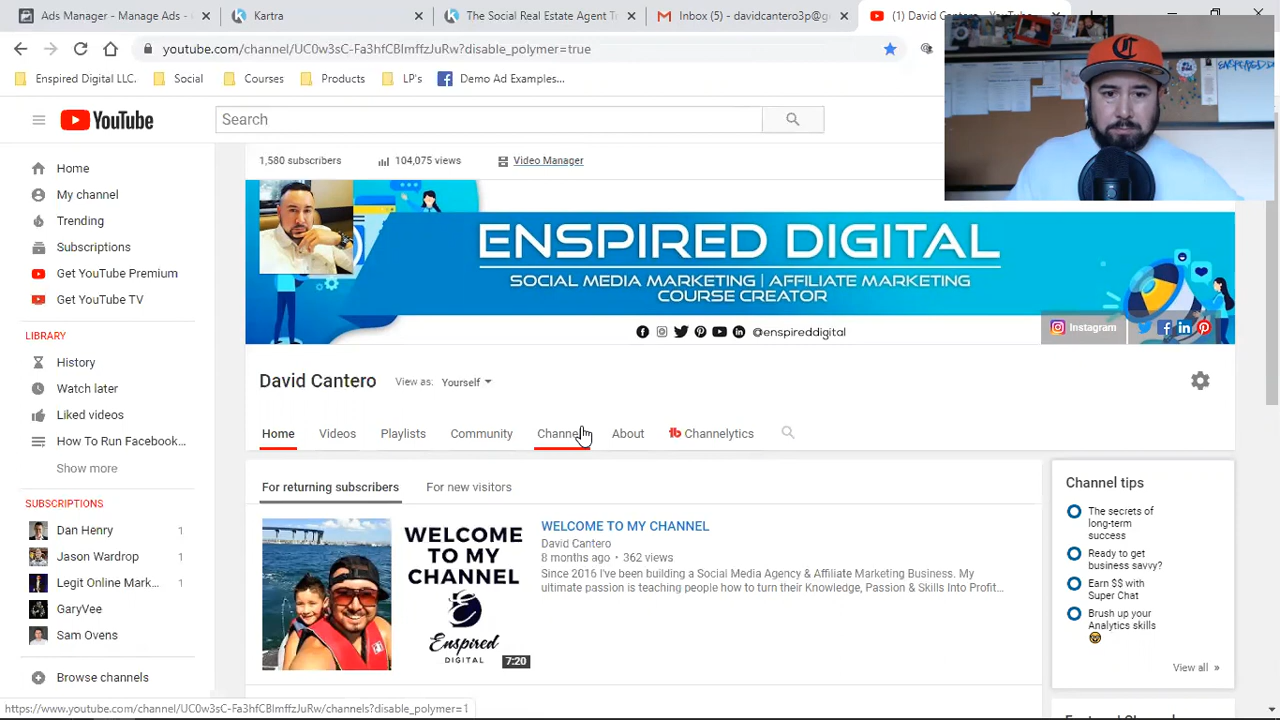 Ads Manager - Manage Ads -
vidortra
The Social Real Estate Agent T
Inbox (5) - davidcantero3p@g
(1) David C
youtube.com/channel/UC0w3sC-Fa3hfCBlmffzJuRw?disable_polymer=true
Enspired Digital LLC.
Social
Products
LP's
Demo Ad Examples...
YouTube
Search
Home
My channel
Trending
Subscriptions
Get YouTube Premium
Get YouTube TV
LIBRARY
History
Watch later
Liked videos
How To Run Facebook...
Show more
SUBSCRIPTIONS
Dan Henry 1
Jason Wardrop 1
Legit Online Mark... 1
GaryVee
Sam Ovens
Browse channels
1,580 subscribers
104,075 views
Video Manager
ENSPIRED DIGITAL
SOCIAL MEDIA MARKETING | AFFILIATE MARKETING
COURSE CREATOR
@enspireddigital
Instagram
David Cantero
View as: Yourself
Home
Videos
Playlists
Community
Channels
About
Channelytics
For returning subscribers
For new visitors
WELCOME
TO MY
CHANNEL
Enspired
DIGITAL
7:20
WELCOME TO MY CHANNEL
David Cantero
8 months ago • 362 views
Since 2016 I've been building a Social Media Agency & Affiliate Marketing Business. My
ultimate passion is teaching people how to turn their Knowledge, Passion & Skills Into Profit...
Channel tips
The secrets of
long-term
success
Ready to get
business savvy?
Earn $$ with
Super Chat
Brush up your
Analytics skills
View all »
https://www.youtube.com/channel/UC0w3sC-Fa3hfCBlmffzJuRw/channels?disable_polymer=1